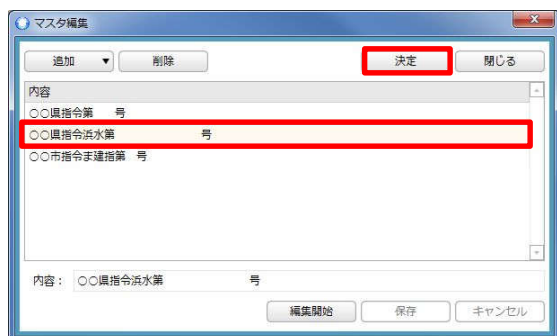 マスタ編集
追加 ▼ 削除 決定 閉じる
内容
○○県指令第　号
○○県指令浜水第　　　　　　　号
○○市指令ま建指第　号
内容： ○○県指令浜水第　　　　　　　号
編集開始 保存 キャンセル